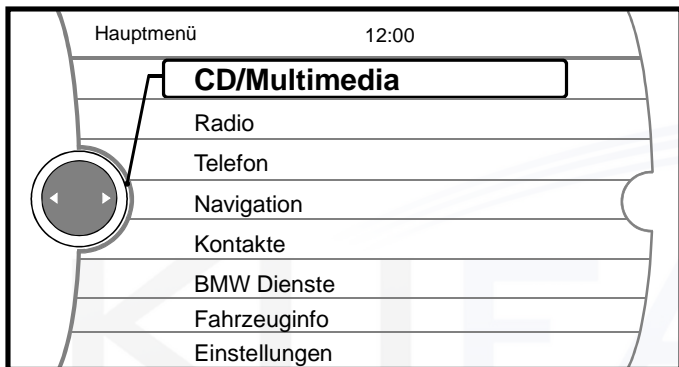 Hauptmenü 12:00
CD/Multimedia
Radio
Telefon
Navigation
Kontakte
BMW Dienste
Fahrzeuginfo
Einstellungen